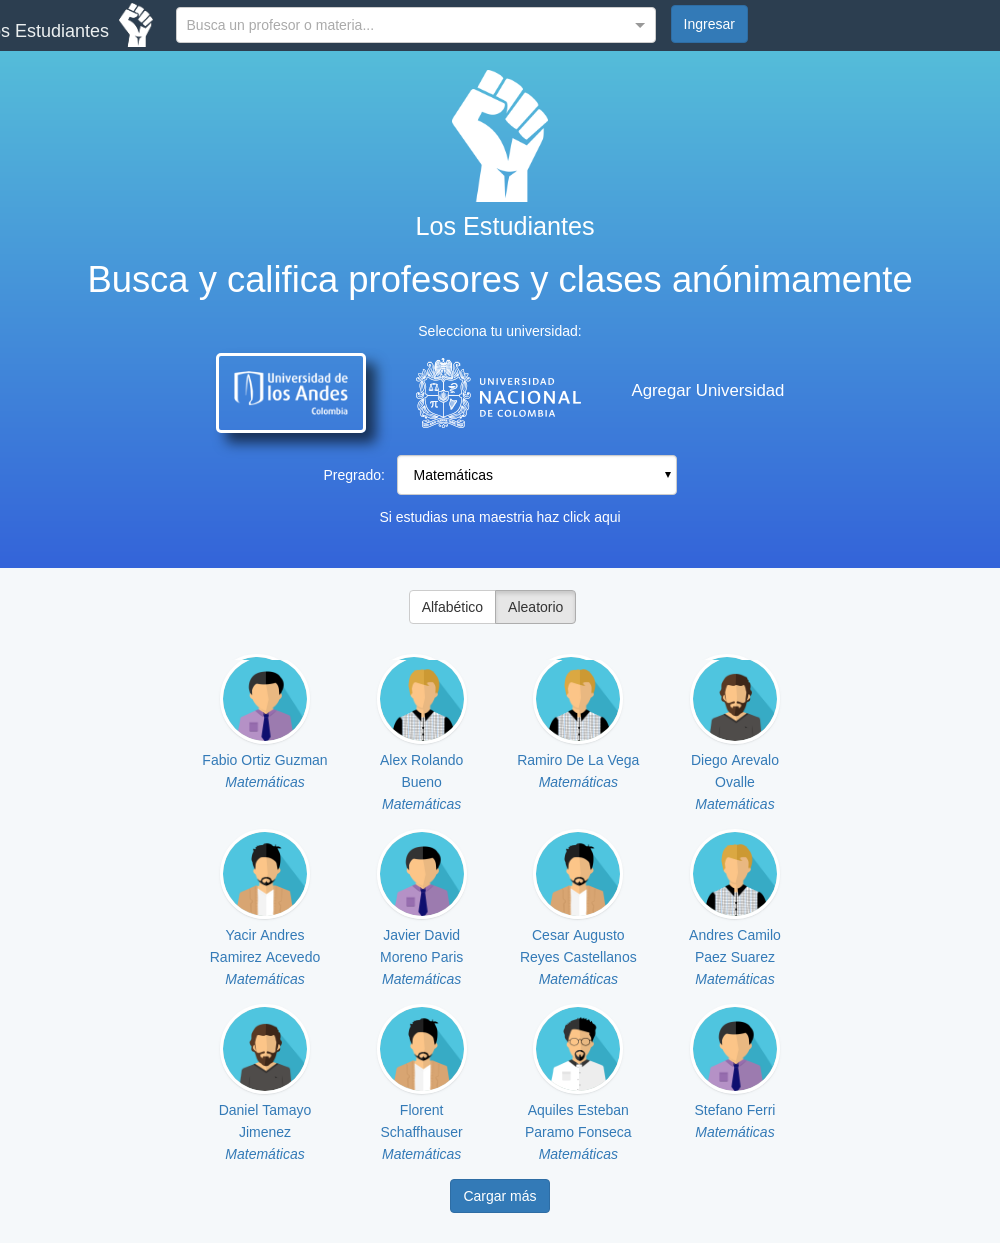 s Estudiantes
Busca un profesor o materia...
Ingresar
Los Estudiantes
Busca y califica profesores y clases anónimamente
Selecciona tu universidad:
Universidad de
los Andes
Colombia
UNIVERSIDAD
NACIONAL
DE COLOMBIA
Agregar Universidad
Pregrado:
Matemáticas
Si estudias una maestria haz click aqui
Alfabético
Aleatorio
Fabio Ortiz Guzman
Matemáticas
Alex Rolando
Bueno
Matemáticas
Ramiro De La Vega
Matemáticas
Diego Arevalo
Ovalle
Matemáticas
Yacir Andres
Ramirez Acevedo
Matemáticas
Javier David
Moreno Paris
Matemáticas
Cesar Augusto
Reyes Castellanos
Matemáticas
Andres Camilo
Paez Suarez
Matemáticas
Daniel Tamayo
Jimenez
Matemáticas
Florent
Schaffhauser
Matemáticas
Aquiles Esteban
Paramo Fonseca
Matemáticas
Stefano Ferri
Matemáticas
Cargar más